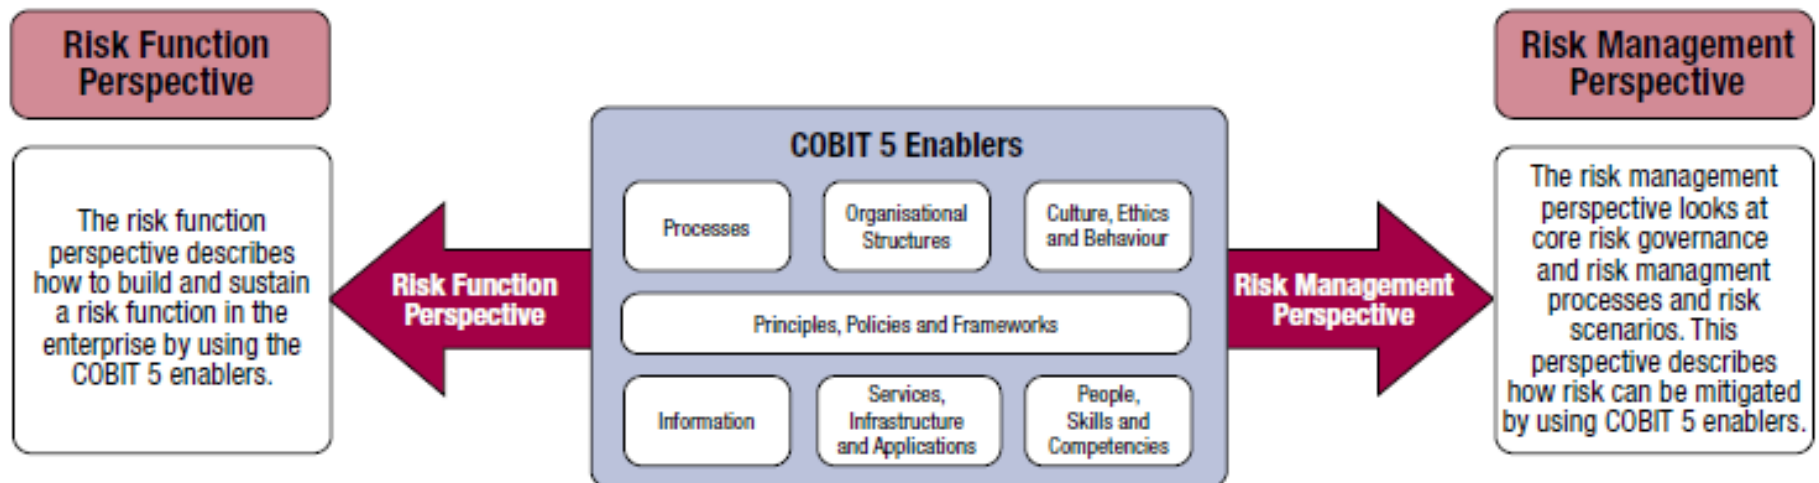 Risk Function
Perspective
The risk function
perspective describes
how to build and sustain
a risk function in the
enterprise by using the
COBIT 5 enablers.
Risk Function
Perspective
COBIT 5 Enablers
Processes
Organisational
Structures
Culture, Ethics
and Behaviour
Principles, Policies and Frameworks
Information
Services,
Infrastructure
and Applications
People,
Skills and
Competencies
Risk Management
Perspective
Risk Management
Perspective
The risk management
perspective looks at
core risk governance
and risk managment
processes and risk
scenarios. This
perspective describes
how risk can be mitigated
by using COBIT 5 enablers.